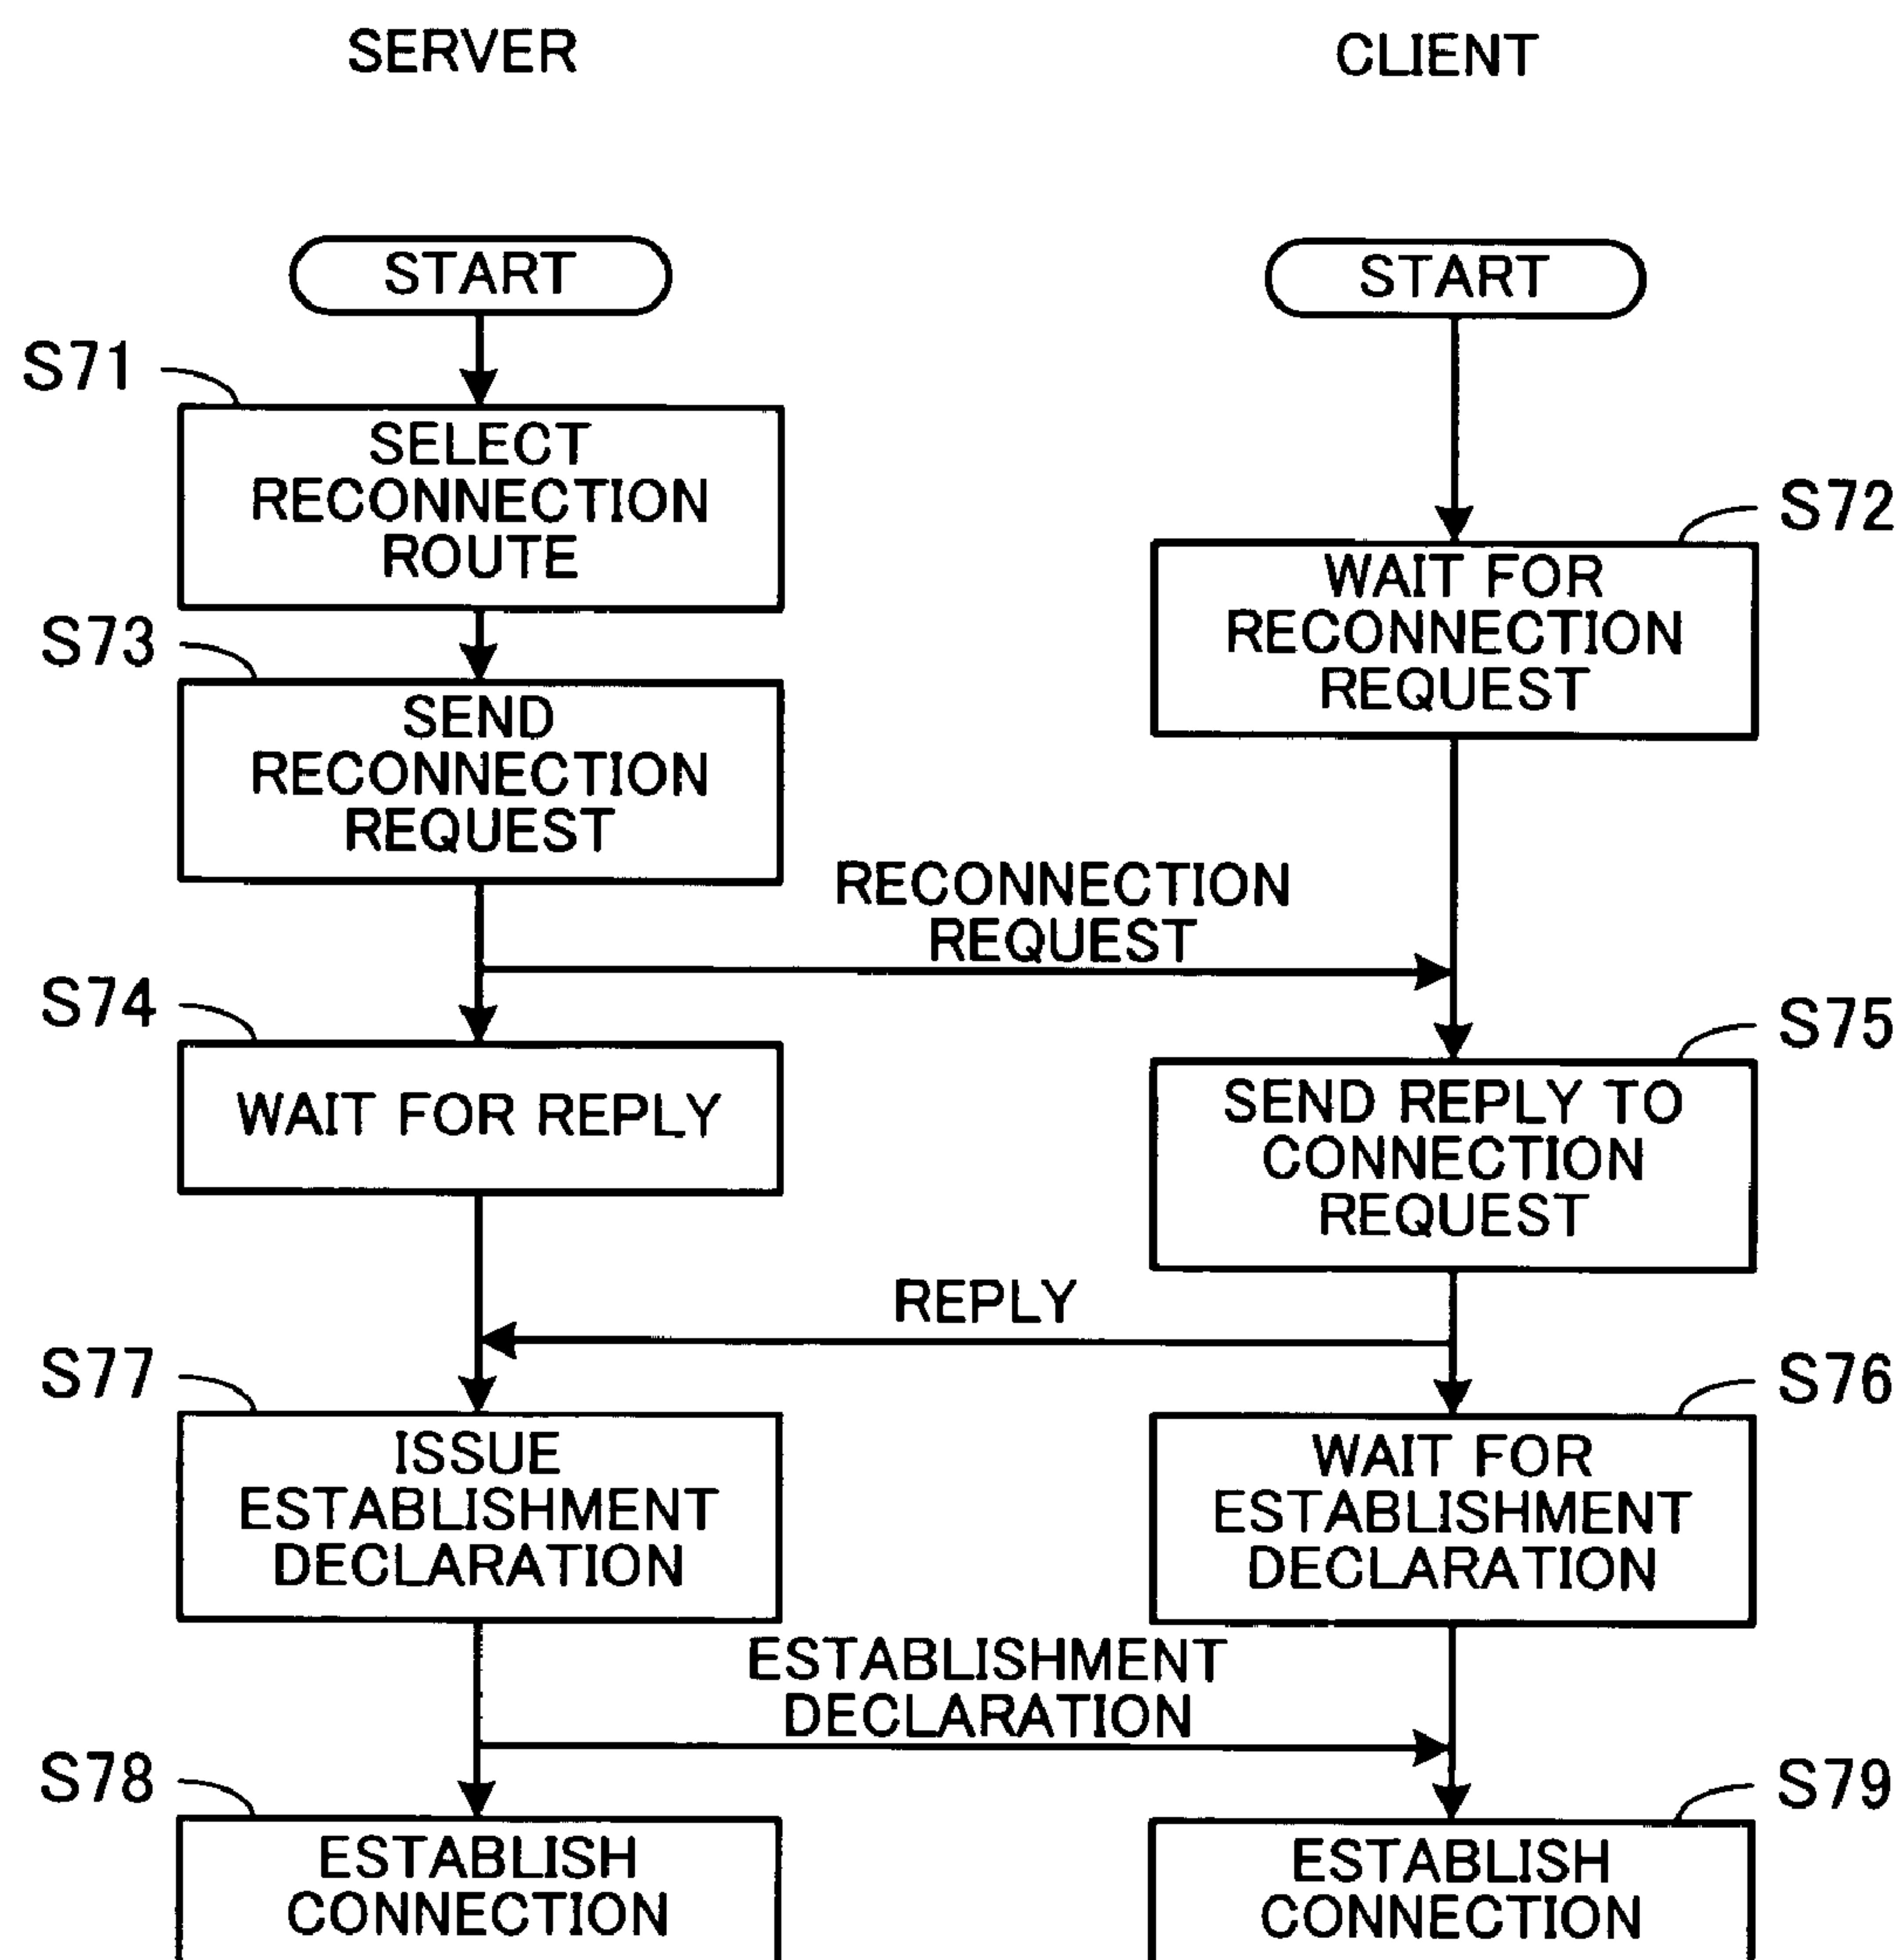 SERVER
CLIENT
START
START
S71
SELECT
RECONNECTION
ROUTE
S72
WAIT FOR
RECONNECTION
REQUEST
S73
SEND
RECONNECTION
REQUEST
RECONNECTION
REQUEST
S74
WAIT FOR REPLY
S75
SEND REPLY TO
CONNECTION
REQUEST
REPLY
S77
ISSUE
ESTABLISHMENT
DECLARATION
S76
WAIT FOR
ESTABLISHMENT
DECLARATION
ESTABLISHMENT
DECLARATION
S78
ESTABLISH
CONNECTION
S79
ESTABLISH
CONNECTION